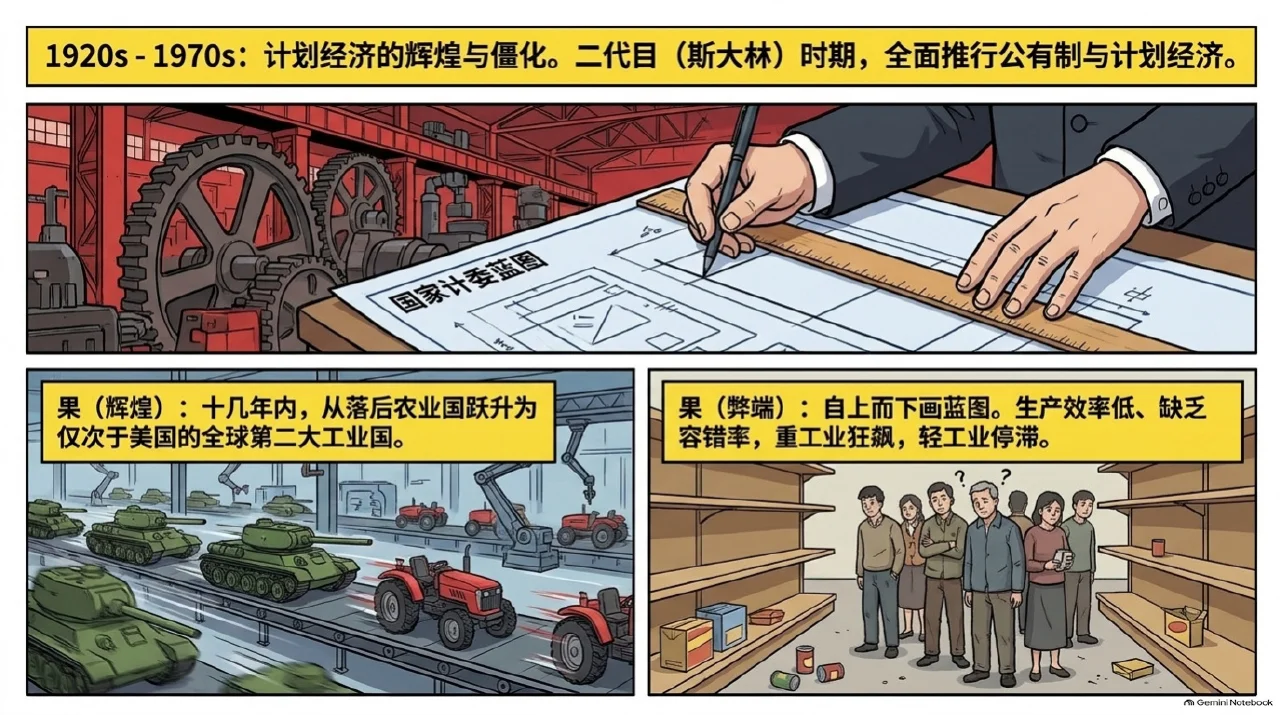 1920s - 1970s：计划经济的辉煌与僵化。二代目（斯大林）时期，全面推行公有制与计划经济。
国家计委蓝图
果（辉煌）：十几年内，从落后农业国跃升为
仅次于美国的全球第二大工业国。
果（弊端）：自上而下画蓝图。生产效率低、缺乏
容错率，重工业狂飙，轻工业停滞。
? ?
Gemini Notebook